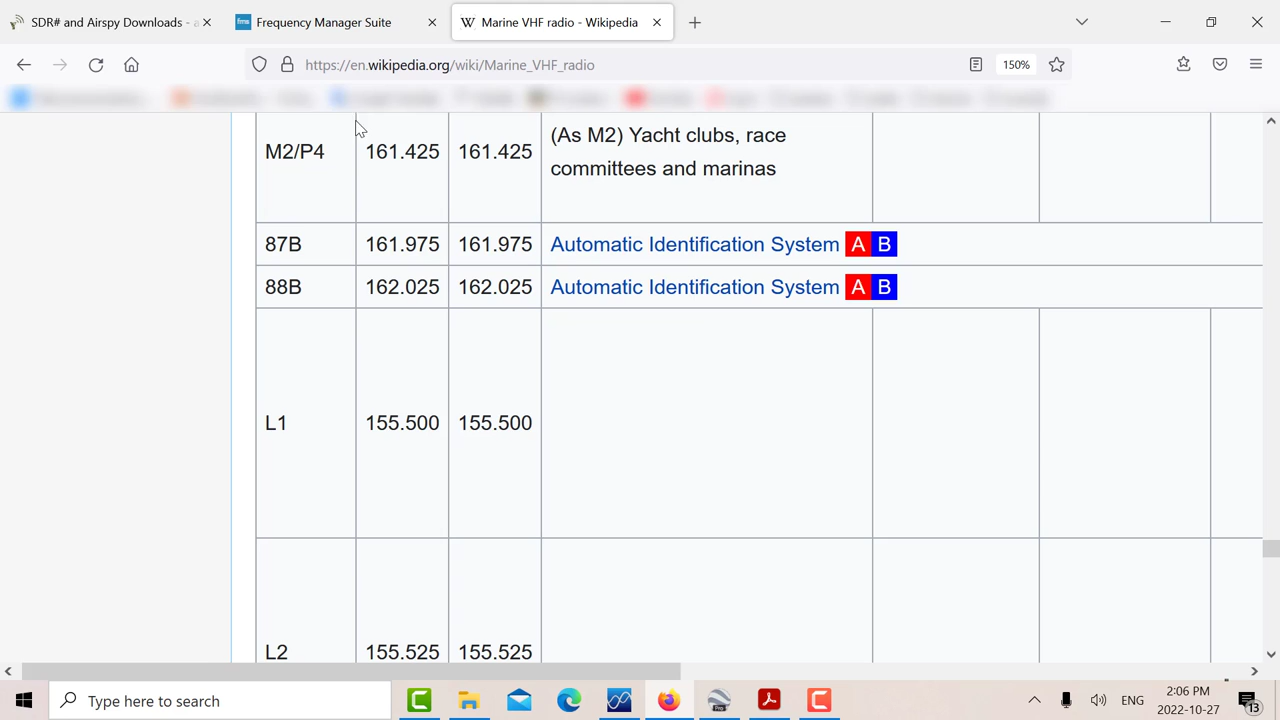 SDR# and Airspy Downloads - a
Frequency Manager Suite
Marine VHF radio - Wikipedia
https://en.wikipedia.org/wiki/Marine_VHF_radio
150%
M2/P4 161.425 161.425 (As M2) Yacht clubs, race
committees and marinas
87B 161.975 161.975 Automatic Identification System A B
88B 162.025 162.025 Automatic Identification System A B
L1 155.500 155.500
L2 155.525 155.525
Type here to search
ENG
2:06 PM
2022-10-27
13